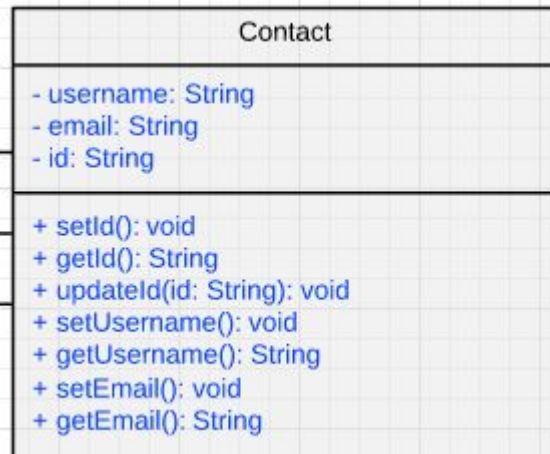 Contact
- username: String
- email: String
- id: String
+ setId(): void
+ getId(): String
+ updateId(id: String): void
+ setUsername(): void
+ getUsername(): String
+ setEmail(): void
+ getEmail(): String